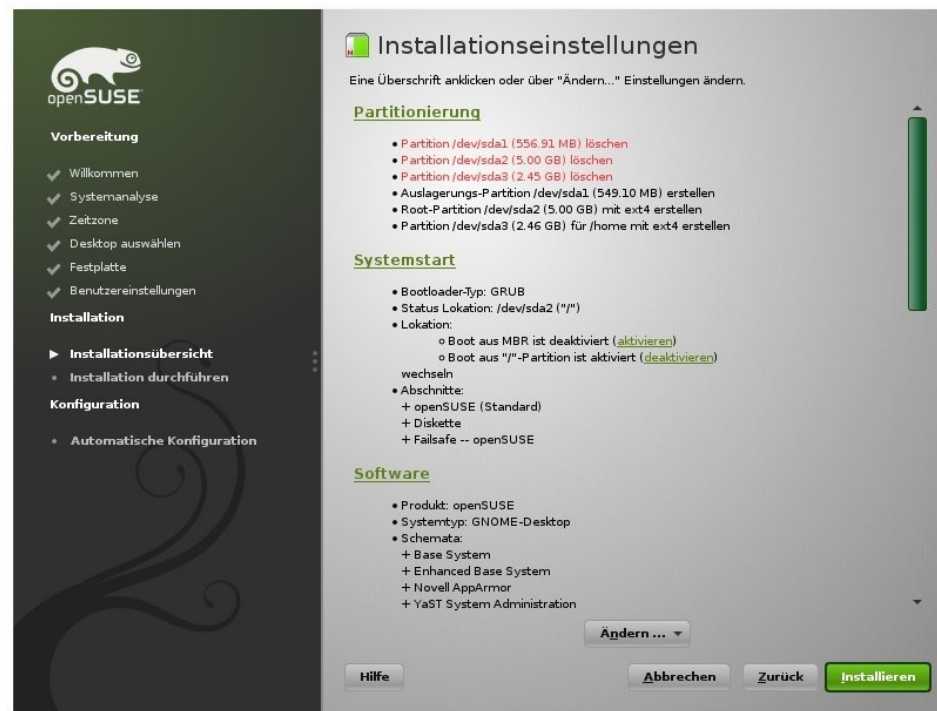 openSUSE
Vorbereitung
Willkommen
Systemanalyse
Zeitzone
Desktop auswählen
Festplatte
Benutzereinstellungen
Installation
Installationsübersicht
Installation durchführen
Konfiguration
Automatische Konfiguration
Installationseinstellungen
Eine Überschrift anklicken oder über "Ändern..." Einstellungen ändern.
Partitionierung
• Partition /dev/sda1 (556.91 MB) löschen
• Partition /dev/sda2 (5.00 GB) löschen
• Partition /dev/sda3 (2.45 GB) löschen
• Auslagerungs-Partition /dev/sda1 (549.10 MB) erstellen
• Root-Partition /dev/sda2 (5.00 GB) mit ext4 erstellen
• Partition /dev/sda3 (2.46 GB) für /home mit ext4 erstellen
Systemstart
• Bootloader-Typ: GRUB
• Status Lokation: /dev/sda2 ("/")
• Lokation:
o Boot aus MBR ist deaktiviert (aktivieren)
o Boot aus "/"-Partition ist aktiviert (deaktivieren)
wechseln
• Abschnitte:
+ openSUSE (Standard)
+ Diskette
+ Failsafe -- openSUSE
Software
• Produkt: openSUSE
• Systemtyp: GNOME-Desktop
• Schemata:
+ Base System
+ Enhanced Base System
+ Novell AppArmor
+ YaST System Administration
Ändern ...
Hilfe
Abbrechen
Zurück
Installieren